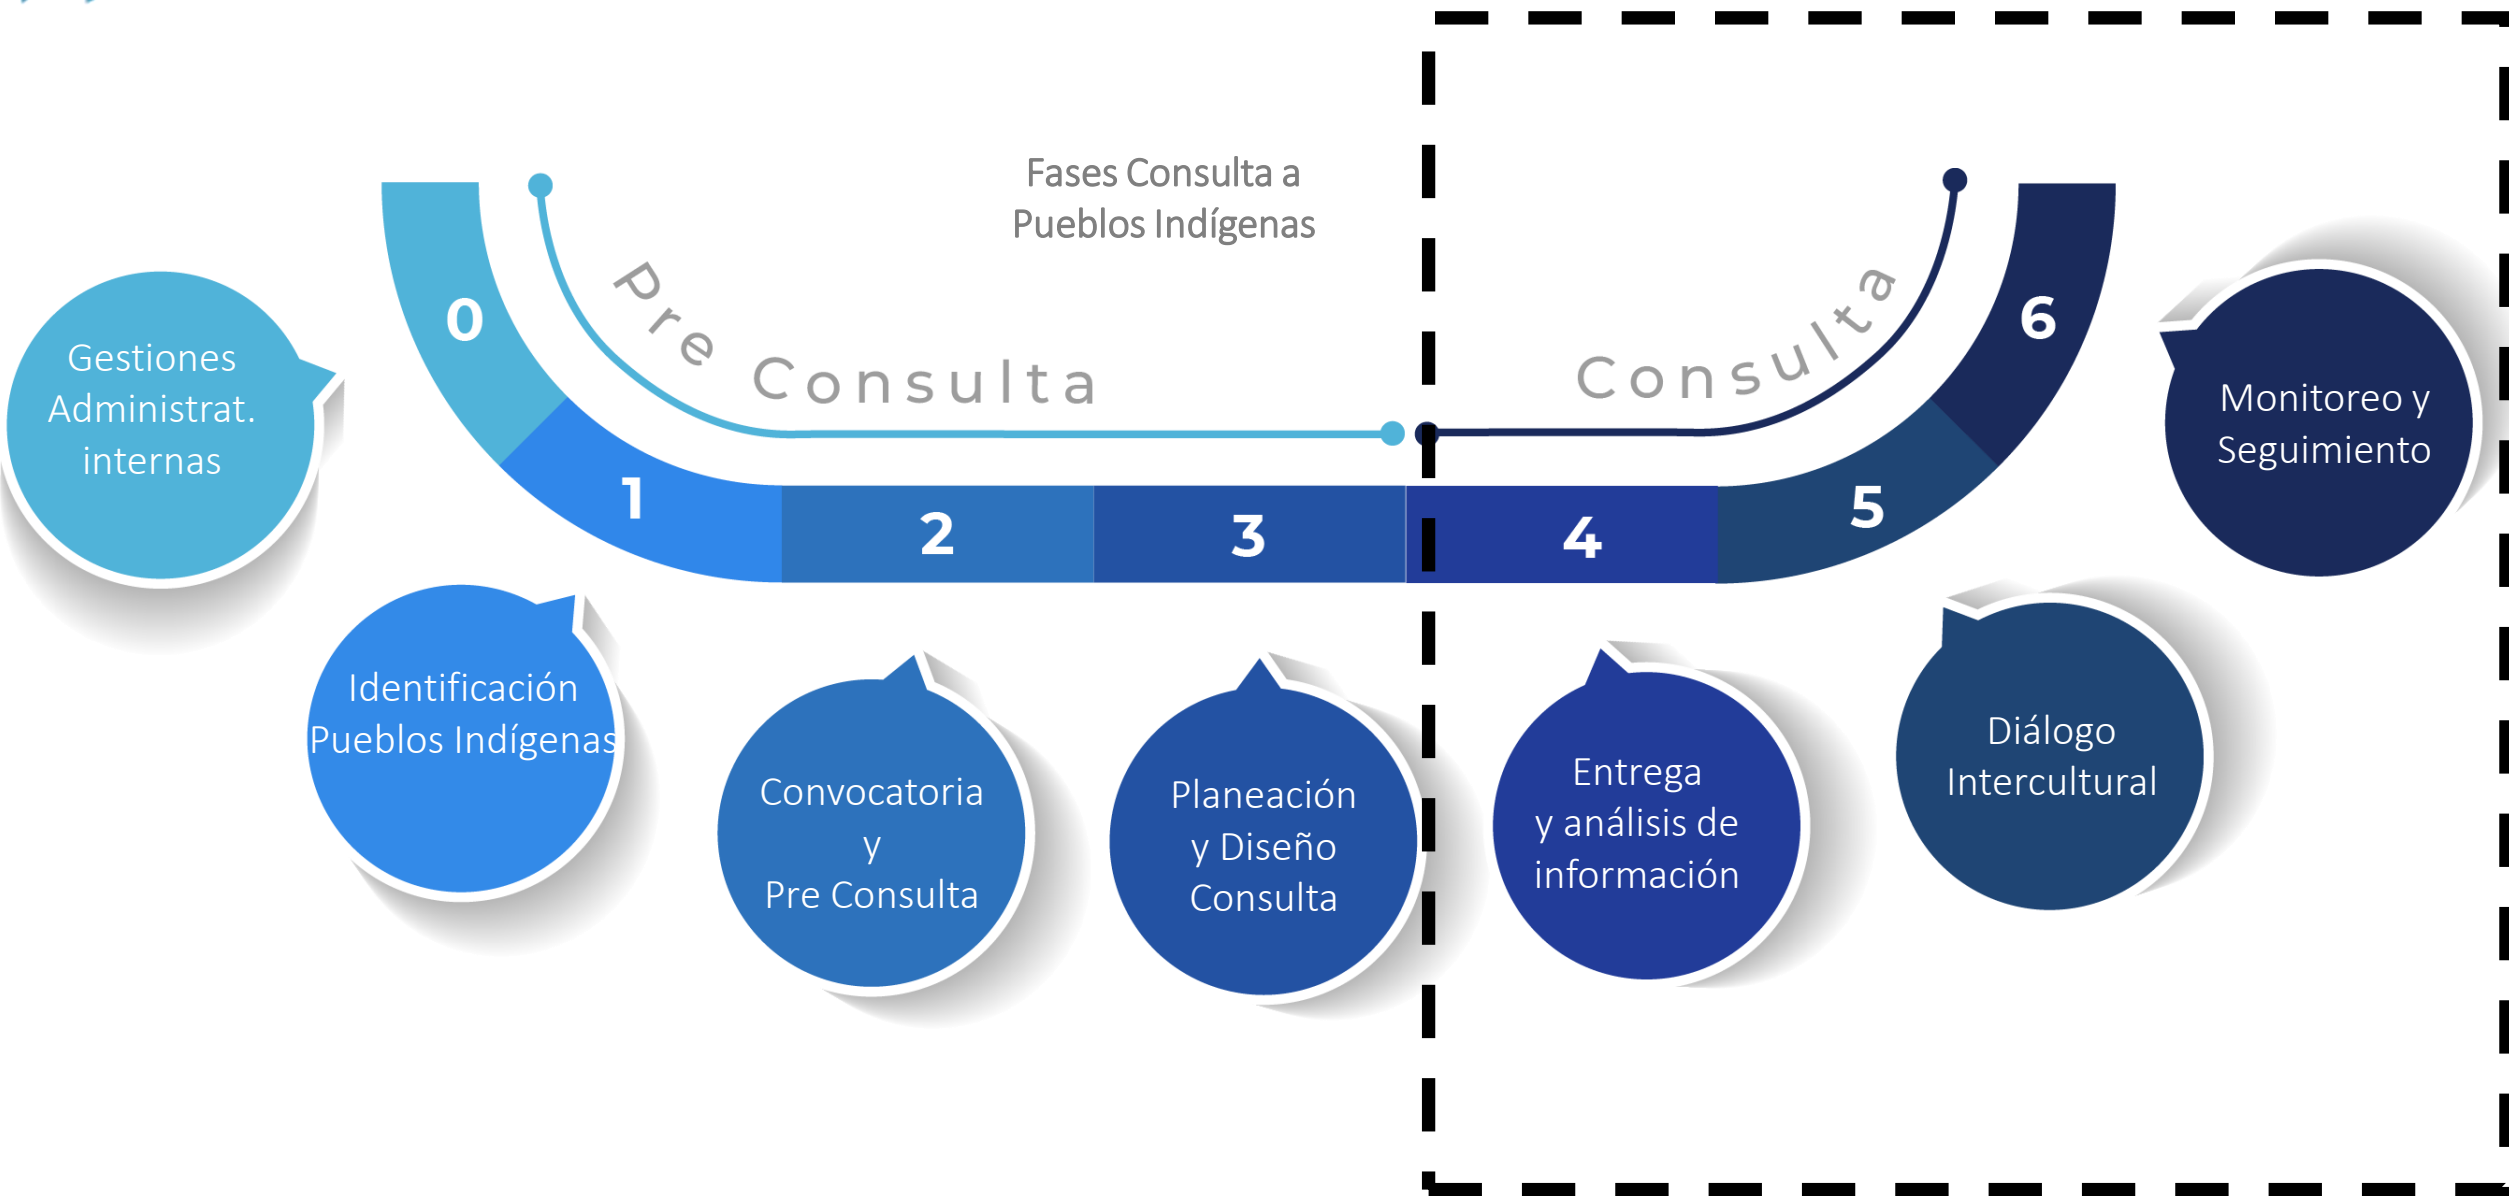 Fases Consulta a
Pueblos Indígenas
Pre Consulta
Consulta
0
1
2
3
4
5
6
Gestiones
Administrat.
internas
Identificación
Pueblos Indígenas
Convocatoria
y
Pre Consulta
Planeación
y Diseño
Consulta
Entrega
y análisis de
información
Diálogo
Intercultural
Monitoreo y
Seguimiento